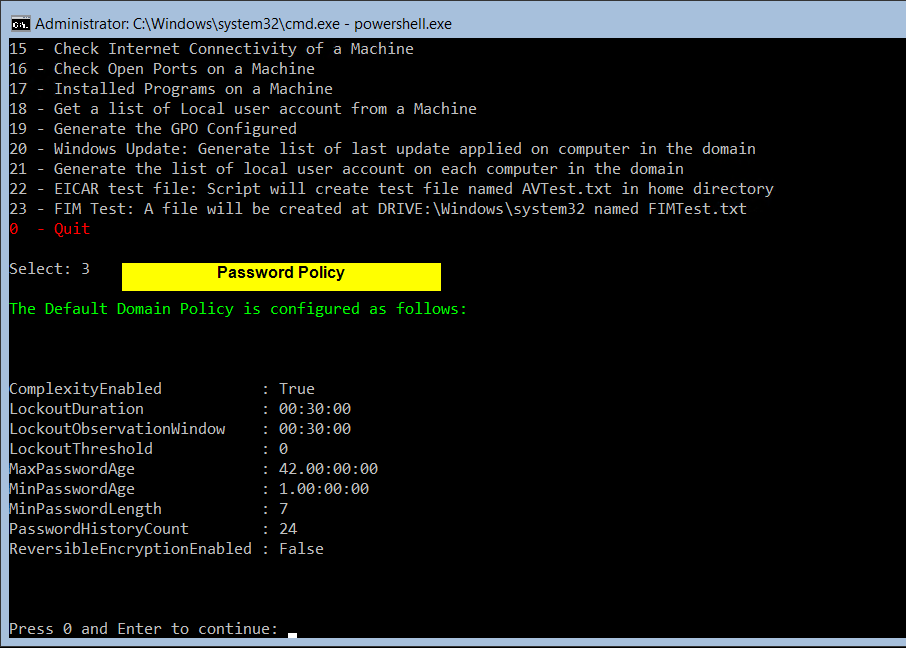 Administrator: C:\Windows\system32\cmd.exe - powershell.exe
15 - Check Internet Connectivity of a Machine
16 - Check Open Ports on a Machine
17 - Installed Programs on a Machine
18 - Get a list of Local user account from a Machine
19 - Generate the GPO Configured
20 - Windows Update: Generate list of last update applied on computer in the domain
21 - Generate the list of local user account on each computer in the domain
22 - EICAR test file: Script will create test file named AVTest.txt in home directory
23 - FIM Test: A file will be created at DRIVE:\Windows\system32 named FIMTest.txt
0  - Quit
Select: 3
Password Policy
The Default Domain Policy is configured as follows:
ComplexityEnabled           : True
LockoutDuration             : 00:30:00
LockoutObservationWindow    : 00:30:00
LockoutThreshold            : 0
MaxPasswordAge              : 42.00:00:00
MinPasswordAge              : 1.00:00:00
MinPasswordLength           : 7
PasswordHistoryCount        : 24
ReversibleEncryptionEnabled : False
Press 0 and Enter to continue: